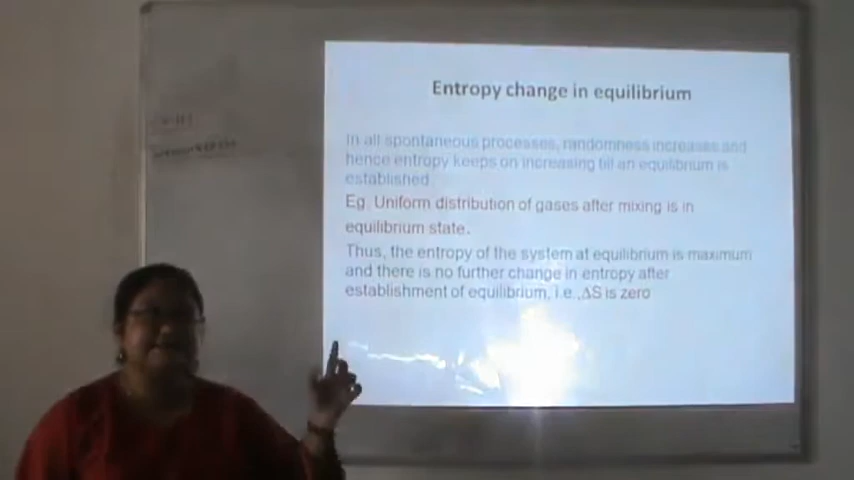 Entropy change in equilibrium
In all spontaneous processes, randomness increases and
hence entropy keeps on increasing till an equilibrium is
established
Eg. Uniform distribution of gases after mixing is in
equilibrium state.
Thus, the entropy of the system at equilibrium is maximum
and there is no further change in entropy after
establishment of equilibrium, i.e.,ΔS is zero